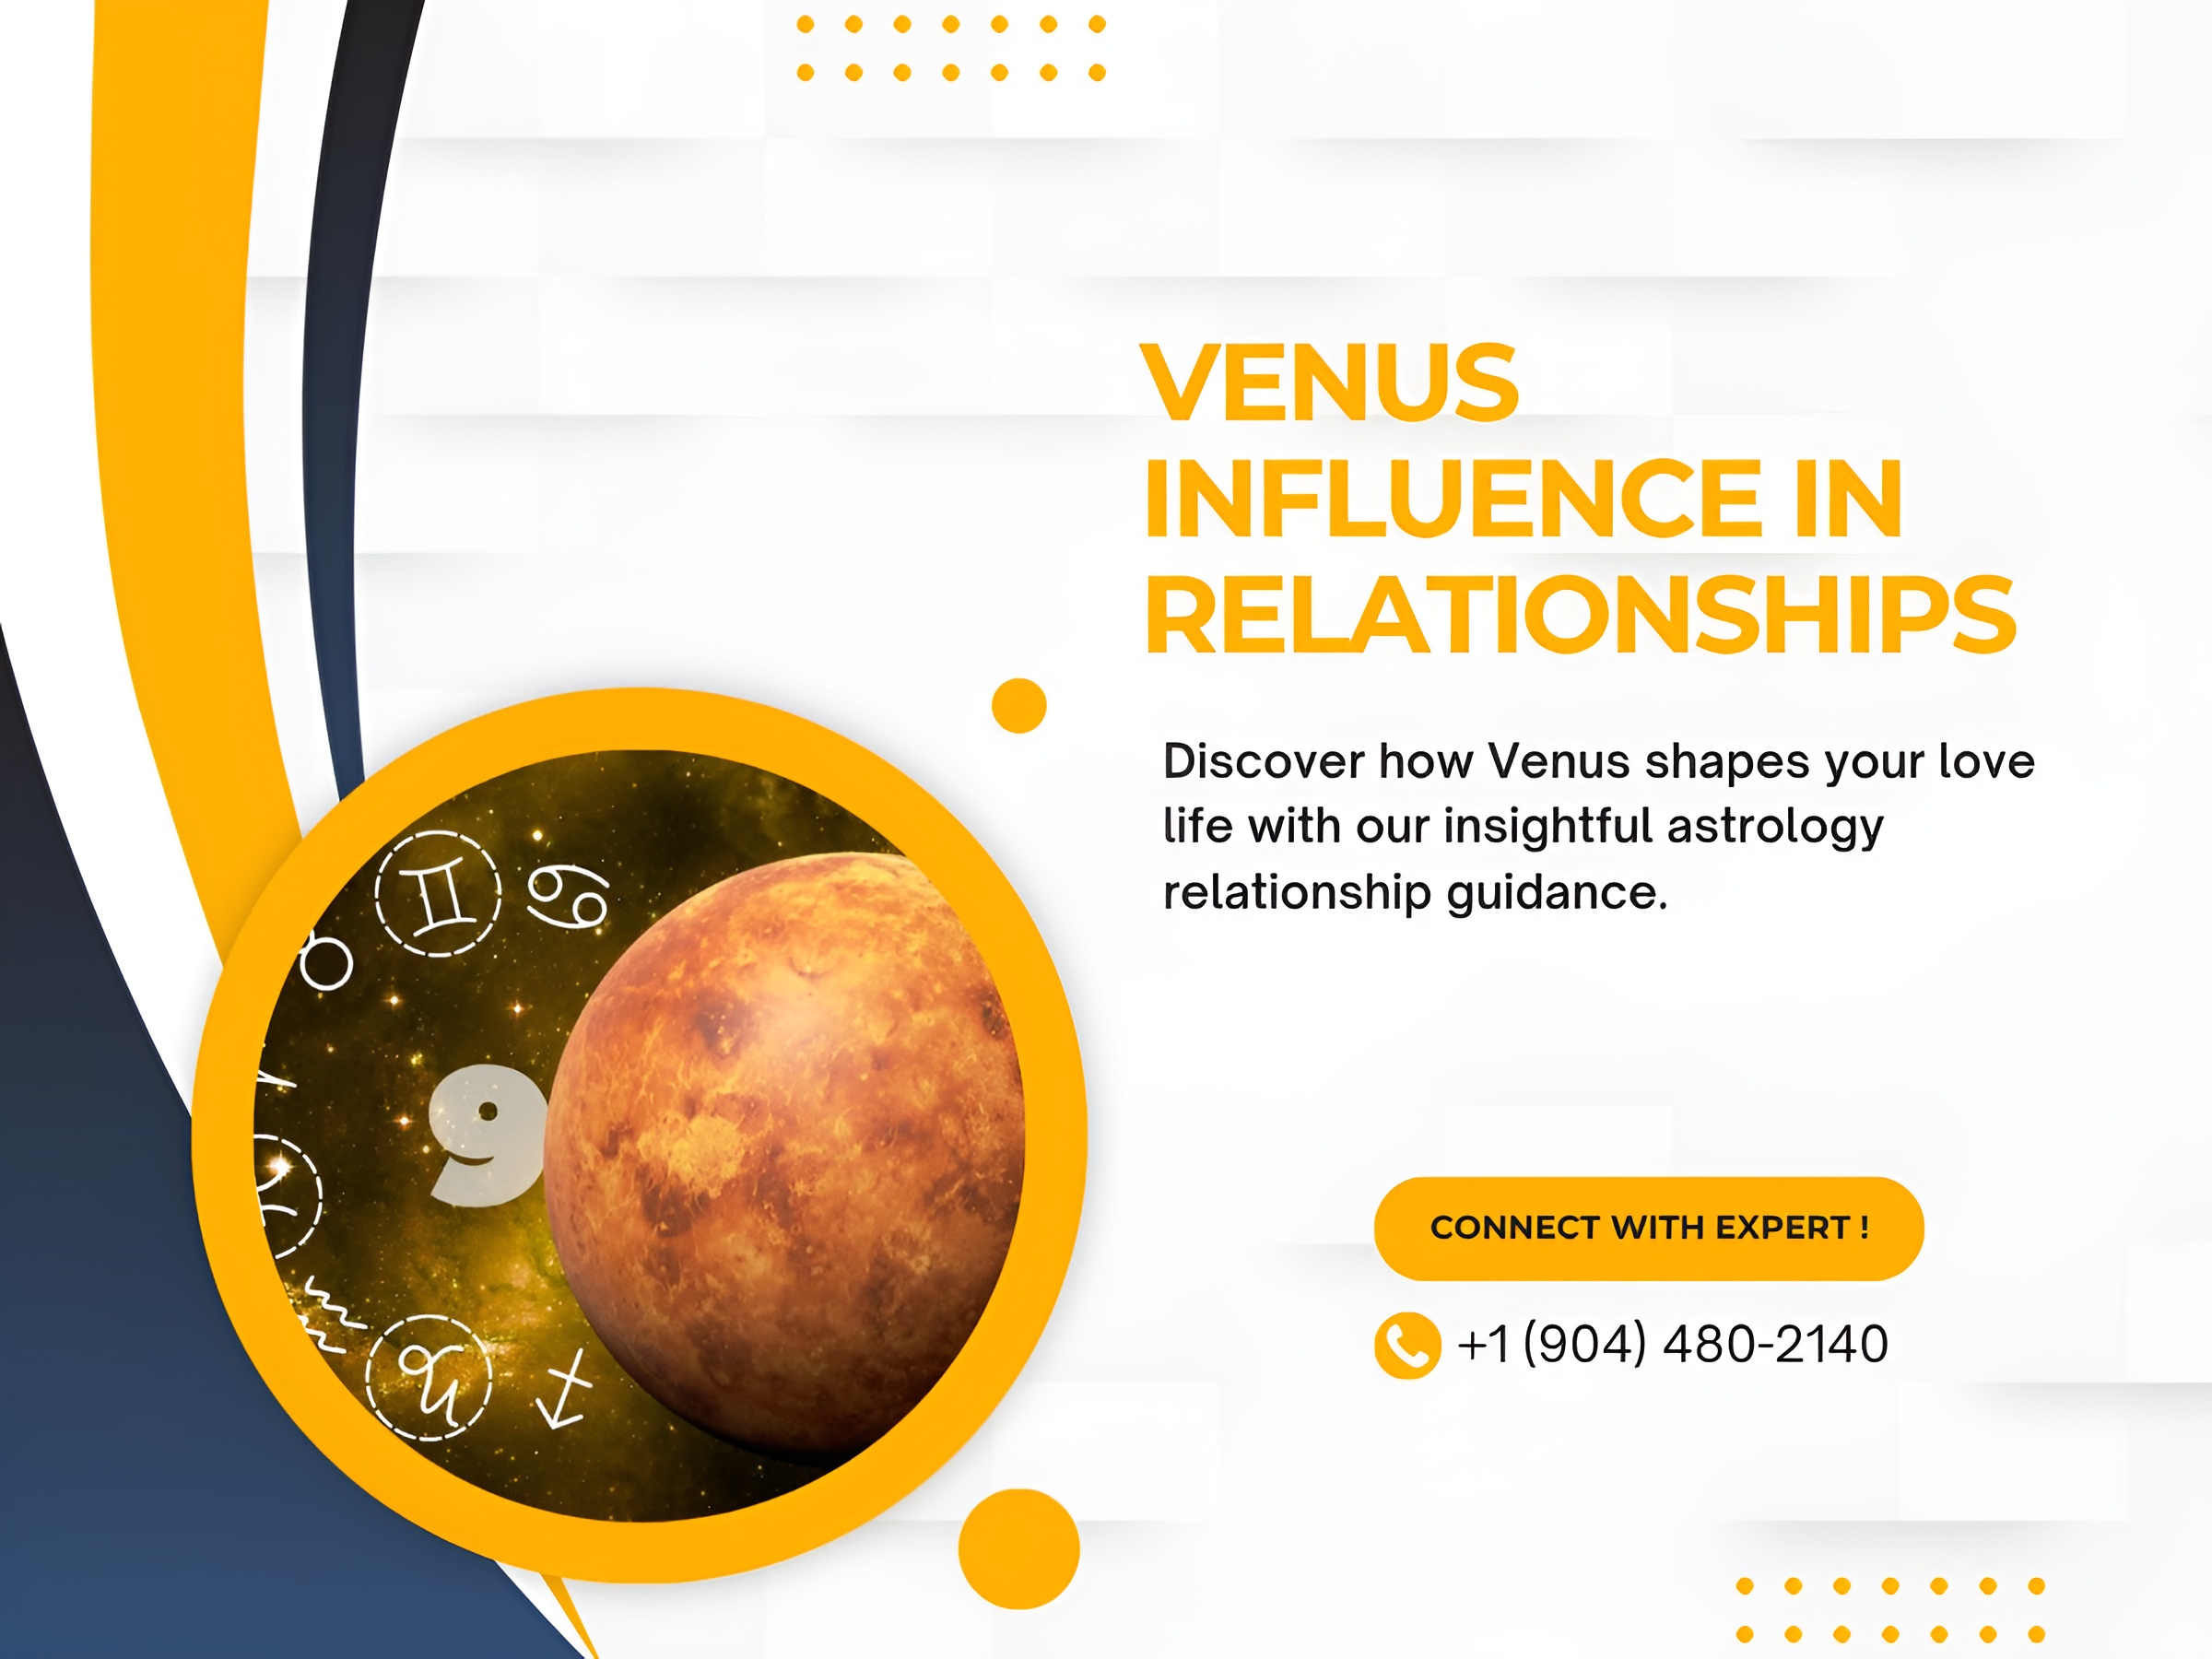 VENUS
INFLUENCE IN
RELATIONSHIPS
Discover how Venus shapes your love
life with our insightful astrology
relationship guidance.
9
CONNECT WITH EXPERT !
+1 (904) 480-2140